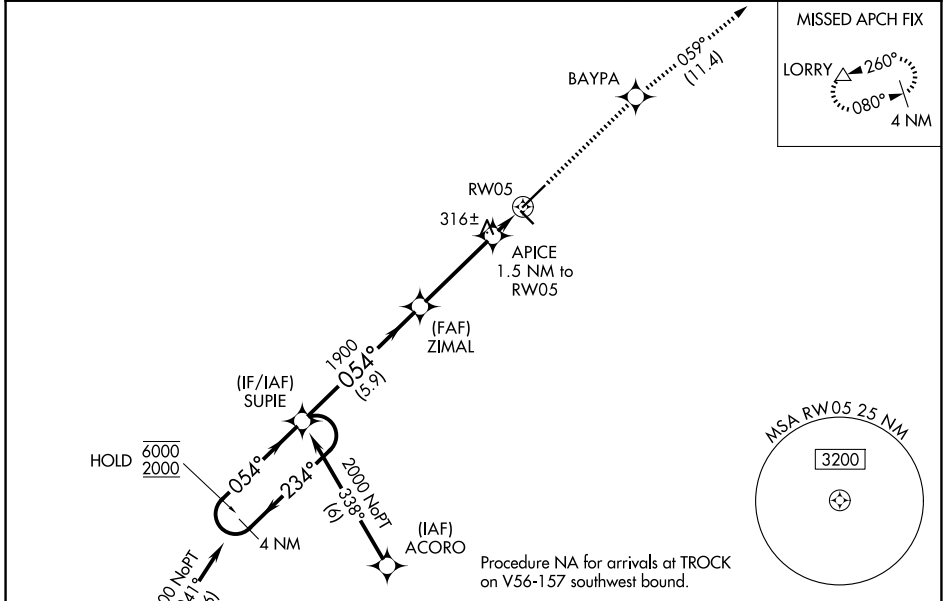 MISSED APCH FIX
LORRY
260°
080°
4 NM
059°
(11.4)
BAYPA
RW05
316±
APICE
1.5 NM to
RW05
(FAF)
ZIMAL
1900
054°
(5.9)
(IF/IAF)
SUPIE
HOLD
6000
2000
054°
234°
4 NM
2000 NoPT
338°
(6)
(IAF)
ACORO
MSA RW05 25 NM
3200
Procedure NA for arrivals at TROCK
on V56-157 southwest bound.
NoPT